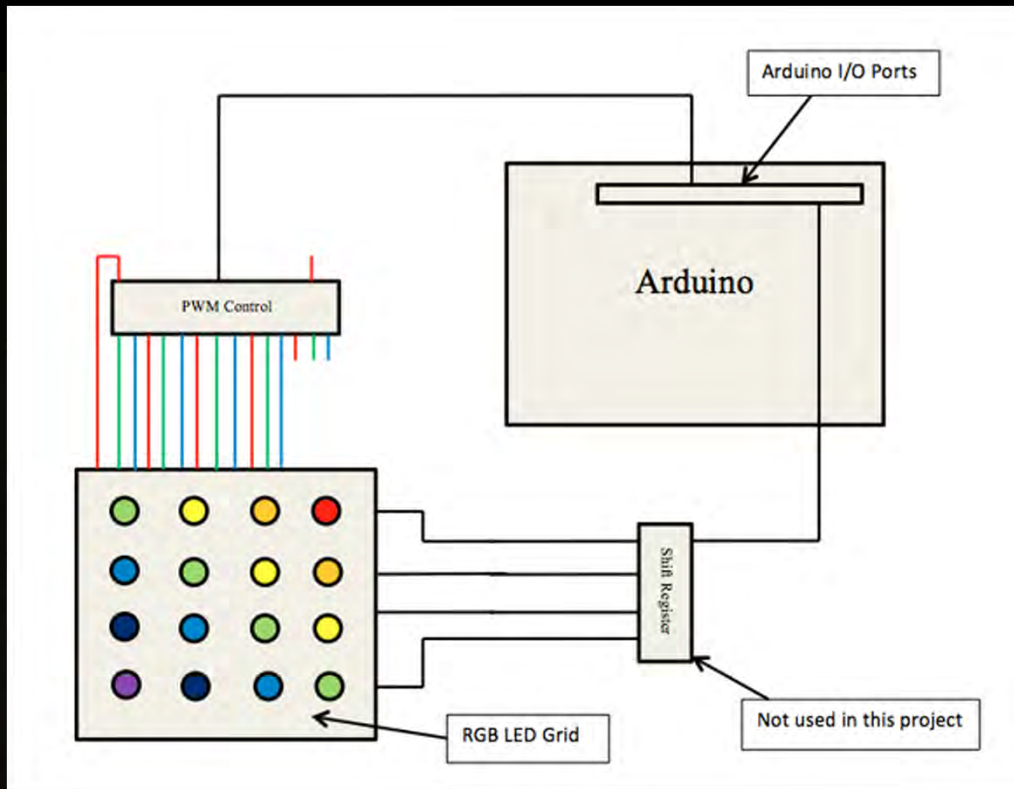 Arduino I/O Ports
Arduino
PWM Control
Shift Register
Not used in this project
RGB LED Grid